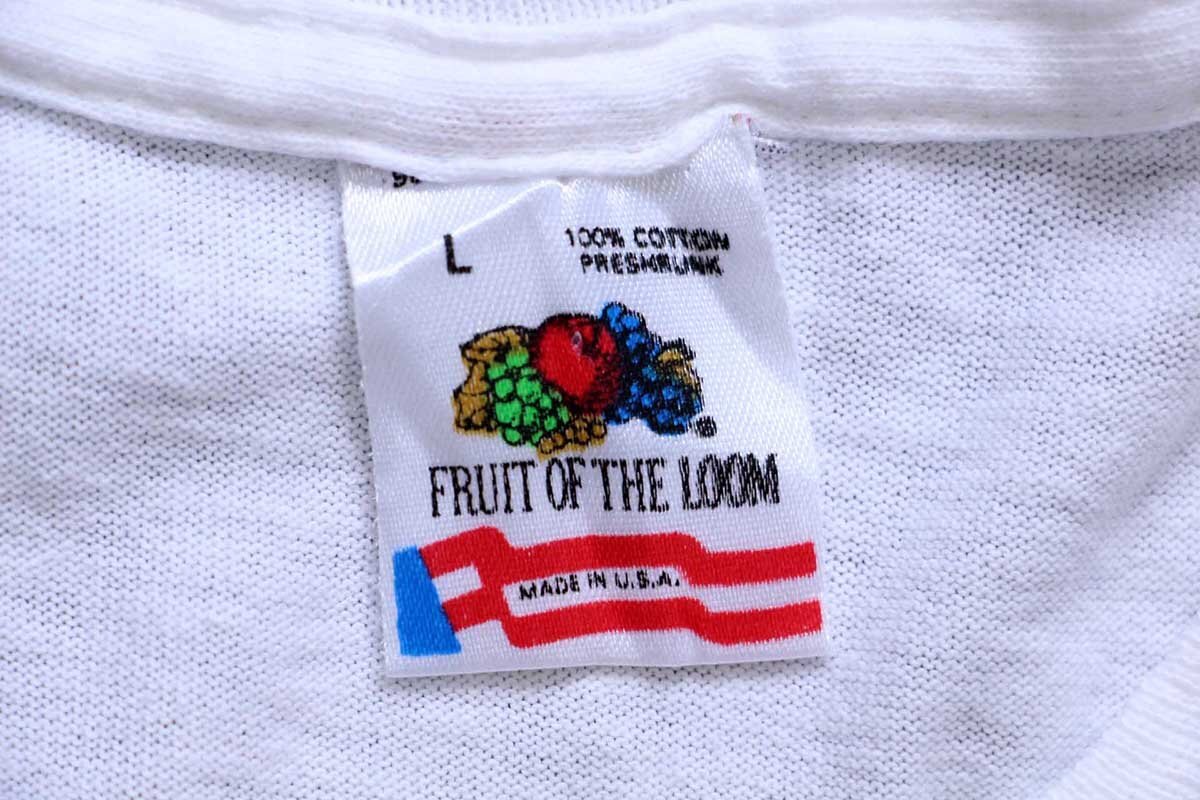 L
100% COTTON
PRESHRUNK
®
FRUIT OF THE LOOM
MADE IN U.S.A.